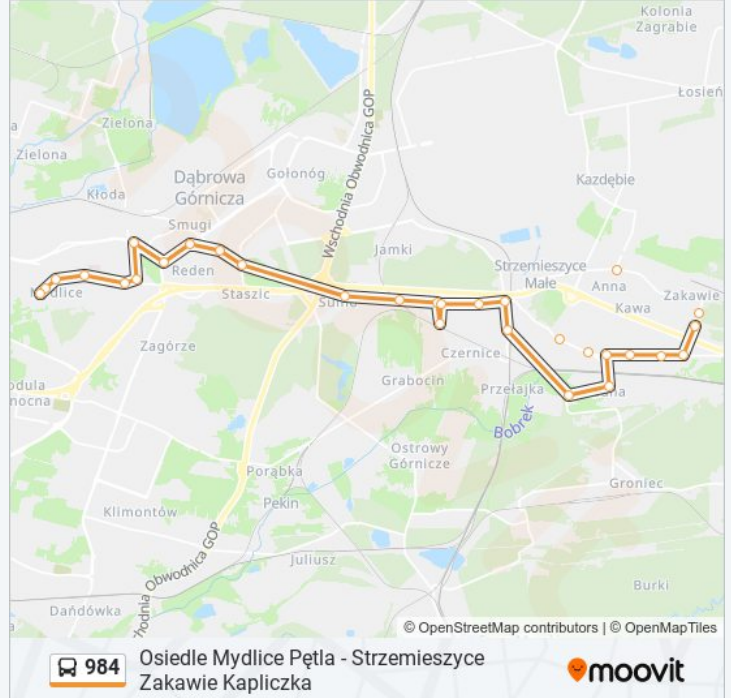 Kolonia
Zagrabie
Łosień
Zielona
Zielona
Dąbrowa
Górnicza
Gołonóg
Kazdębie
Kłoda
Smugi
Wschodnia Obwodnica GOP
Jamki
Reden
Strzemieszyce
Małe
Anna
Mydlice
Staszic
Kawa
Zakawie
Zagórze
Czernice
Grabocin
Przełajka
Bobrek
Ostrowy
Górnicze
Porąbka
Groniec
Pekin
Klimontów
Juliusz
Burki
Dańdówka
© OpenStreetMap contributors | © OpenMapTiles
984
Osiedle Mydlice Pętla - Strzemieszyce
Zakawie Kapliczka
moovit